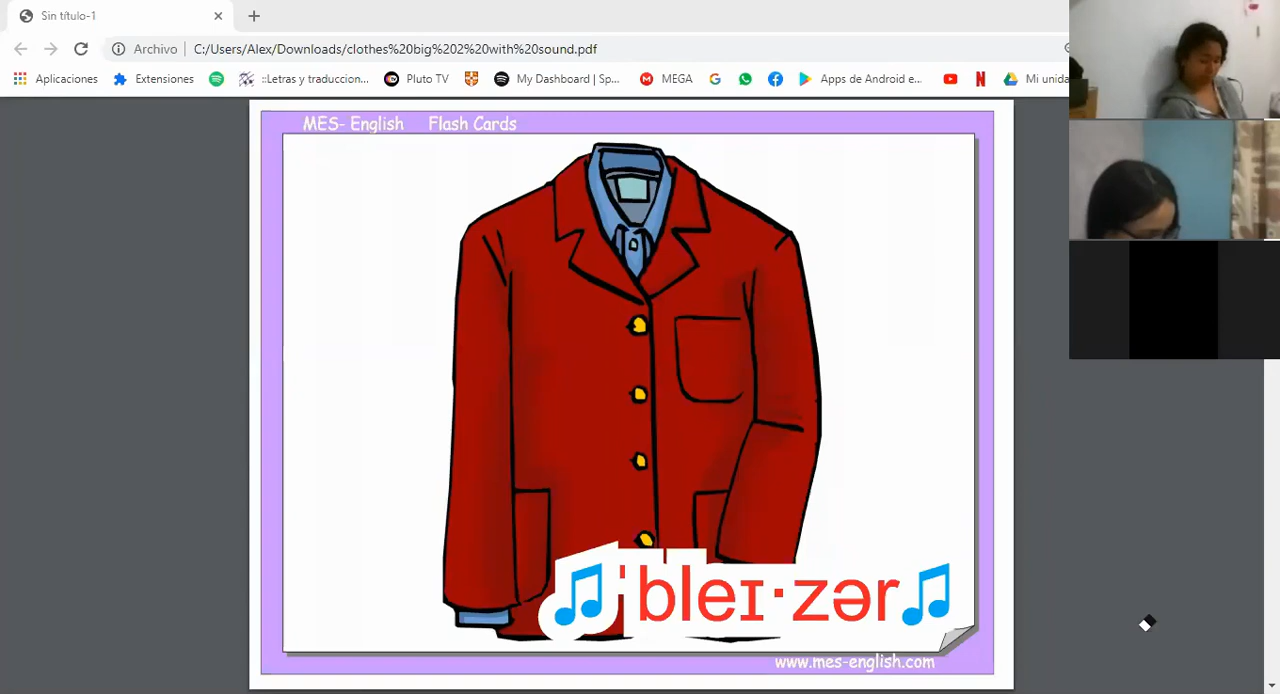 Sin título-1
Archivo
C:/Users/Alex/Downloads/clothes%20big%202%20with%20sound.pdf
Aplicaciones
Extensiones
::Letras y traduccion...
Pluto TV
My Dashboard | Sp...
MEGA
Apps de Android e...
Mi unida
MES- English Flash Cards
ˈbleɪ·zər
www.mes-english.com